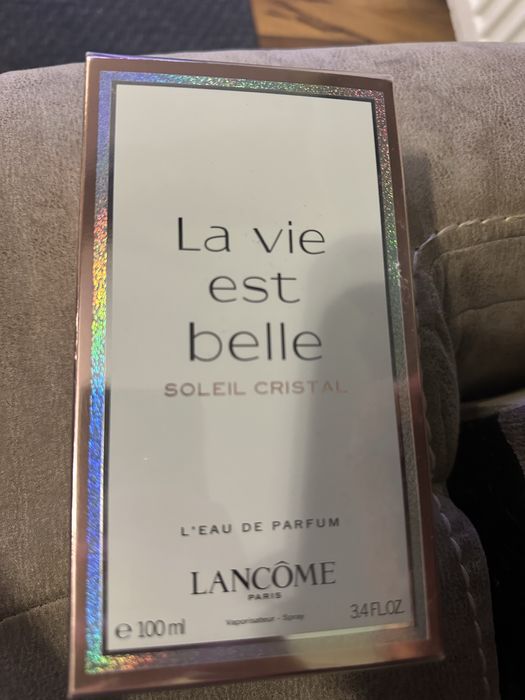 La vie
est
belle
SOLEIL CRISTAL
L'EAU DE PARFUM
LANCÔME
PARIS
℮ 100 ml
Vaporisateur - Spray
3.4 FL.OZ.